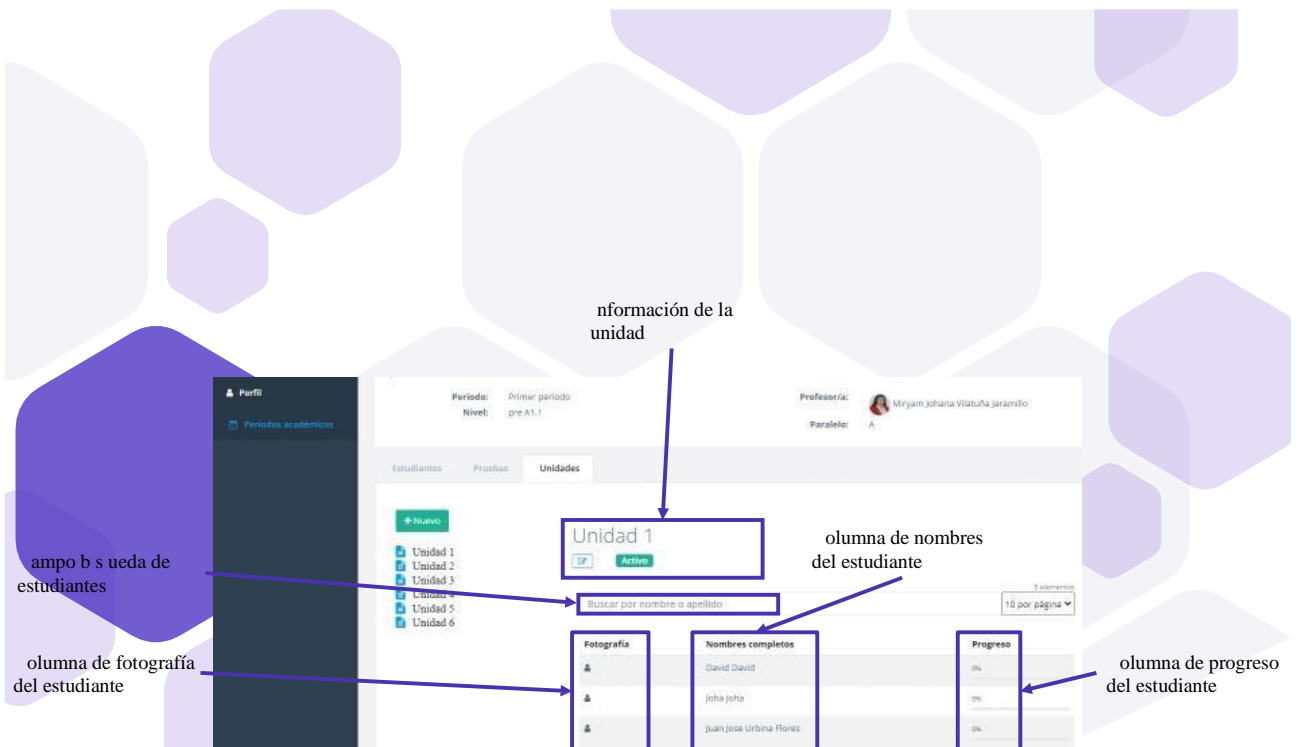 nformación de la
unidad
Perfil
Periodos académicos
Periodo: Primer periodo
Nivel: pre A1.1
Profesor/a: Miryam Johana Vilatuña Jaramillo
Paralelo: A
Estudiantes Pruebas Unidades
+ Nuevo
Unidad 1
Unidad 2
Unidad 3
Unidad 4
Unidad 5
Unidad 6
Unidad 1
Activo
olumna de nombres
del estudiante
ampo b s ueda de
estudiantes
5 elementos
Buscar por nombre o apellido
10 por página
Fotografía Nombres completos Progreso
David David 0%
Joha Joha 0%
Juan Jose Urbina Flores 0%
olumna de fotografía
del estudiante
olumna de progreso
del estudiante